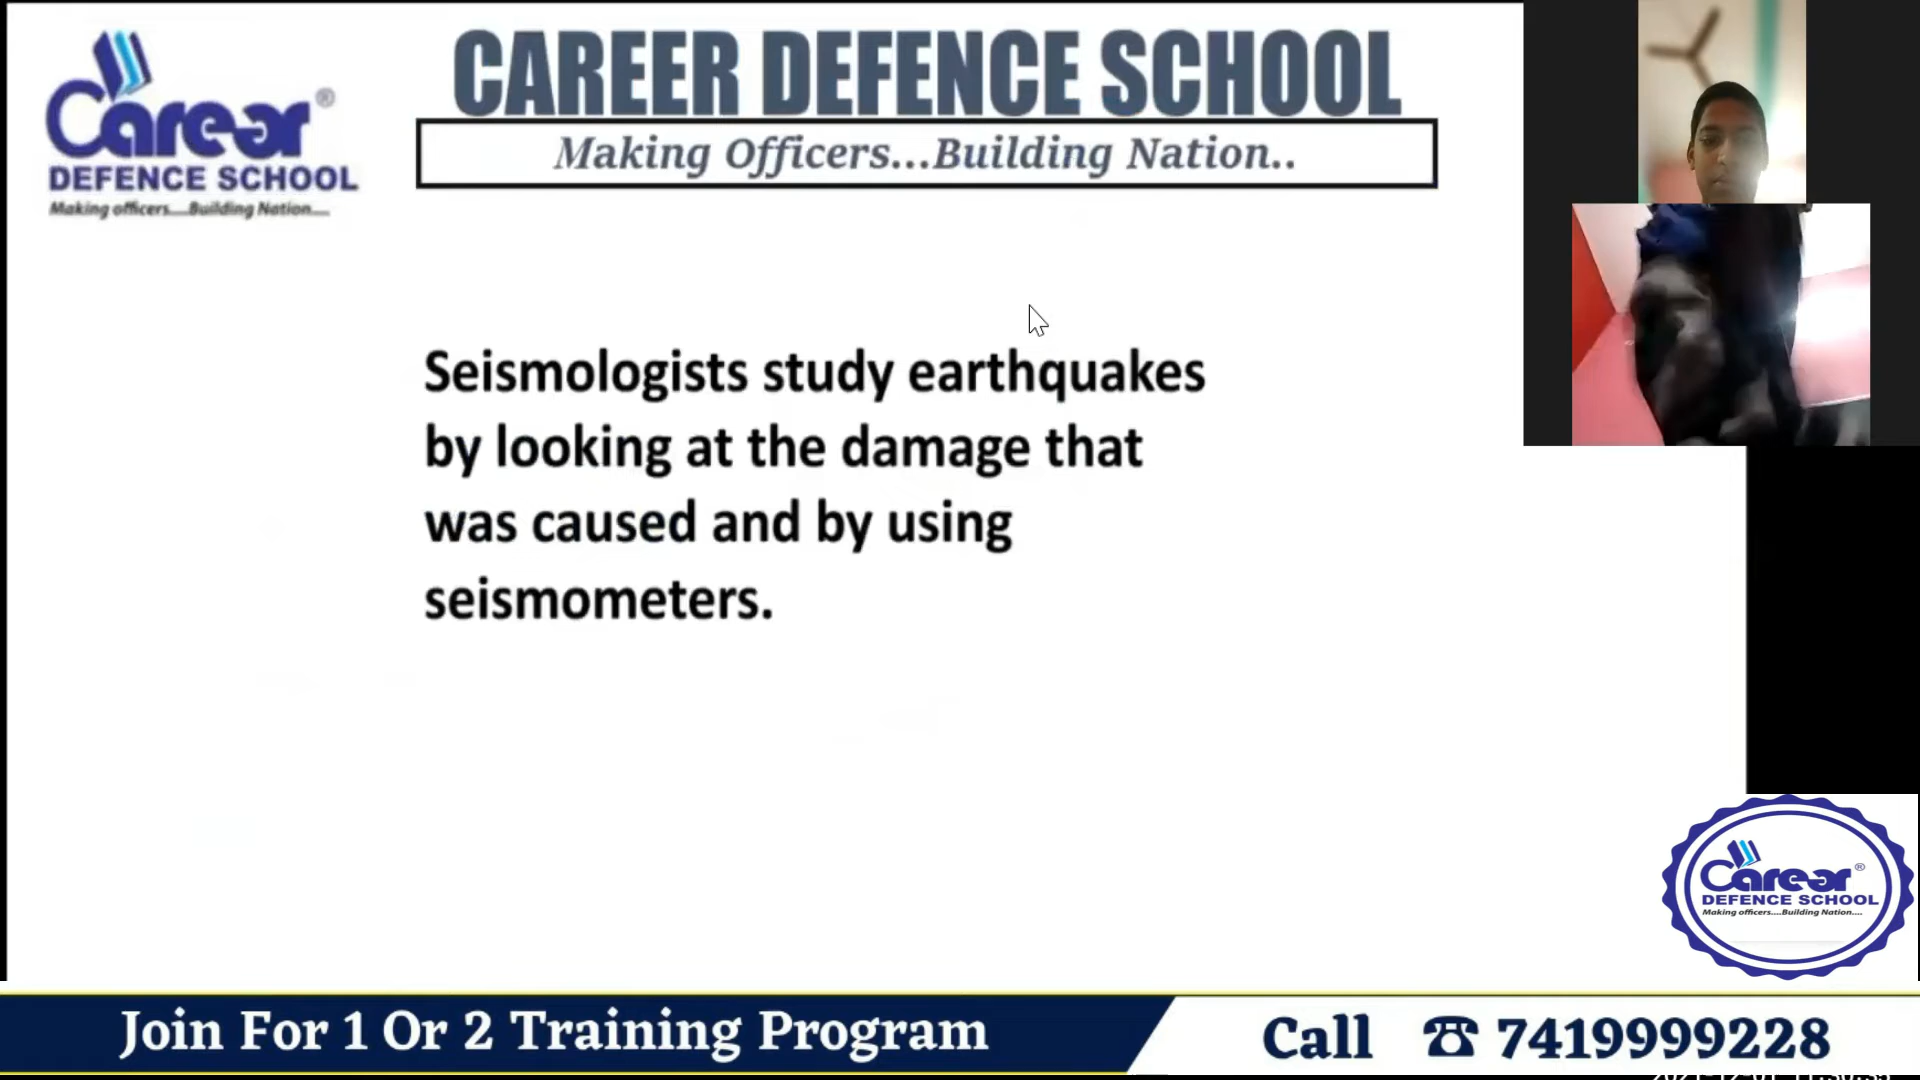 Carear®
DEFENCE SCHOOL
Making officers....Building Nation....
CAREER DEFENCE SCHOOL
Making Officers...Building Nation..
Seismologists study earthquakes
by looking at the damage that
was caused and by using
seismometers.
Carear®
DEFENCE SCHOOL
Making officers....Building Nation....
Join For 1 Or 2 Training Program
Call ☎ 7419999228